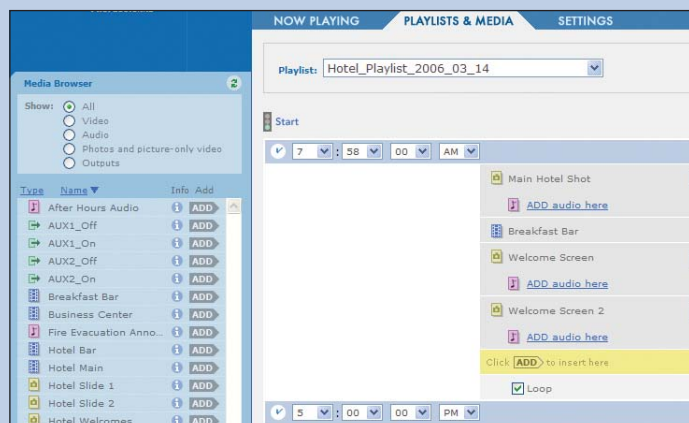 NOW PLAYING
PLAYLISTS & MEDIA
SETTINGS
Playlist: Hotel_Playlist_2006_03_14
Media Browser
Show: All
Video
Audio
Photos and picture-only video
Outputs
Type Name Info Add
After Hours Audio ADD
AUX1_Off ADD
AUX1_On ADD
AUX2_Off ADD
AUX2_On ADD
Breakfast Bar ADD
Business Center ADD
Fire Evacuation Anno... ADD
Hotel Bar ADD
Hotel Main ADD
Hotel Slide 1 ADD
Hotel Slide 2 ADD
Hotel Welcomes ADD
Start
7 : 58 00 AM
Main Hotel Shot
ADD audio here
Breakfast Bar
Welcome Screen
ADD audio here
Welcome Screen 2
ADD audio here
Click ADD to insert here
Loop
5 : 00 00 PM